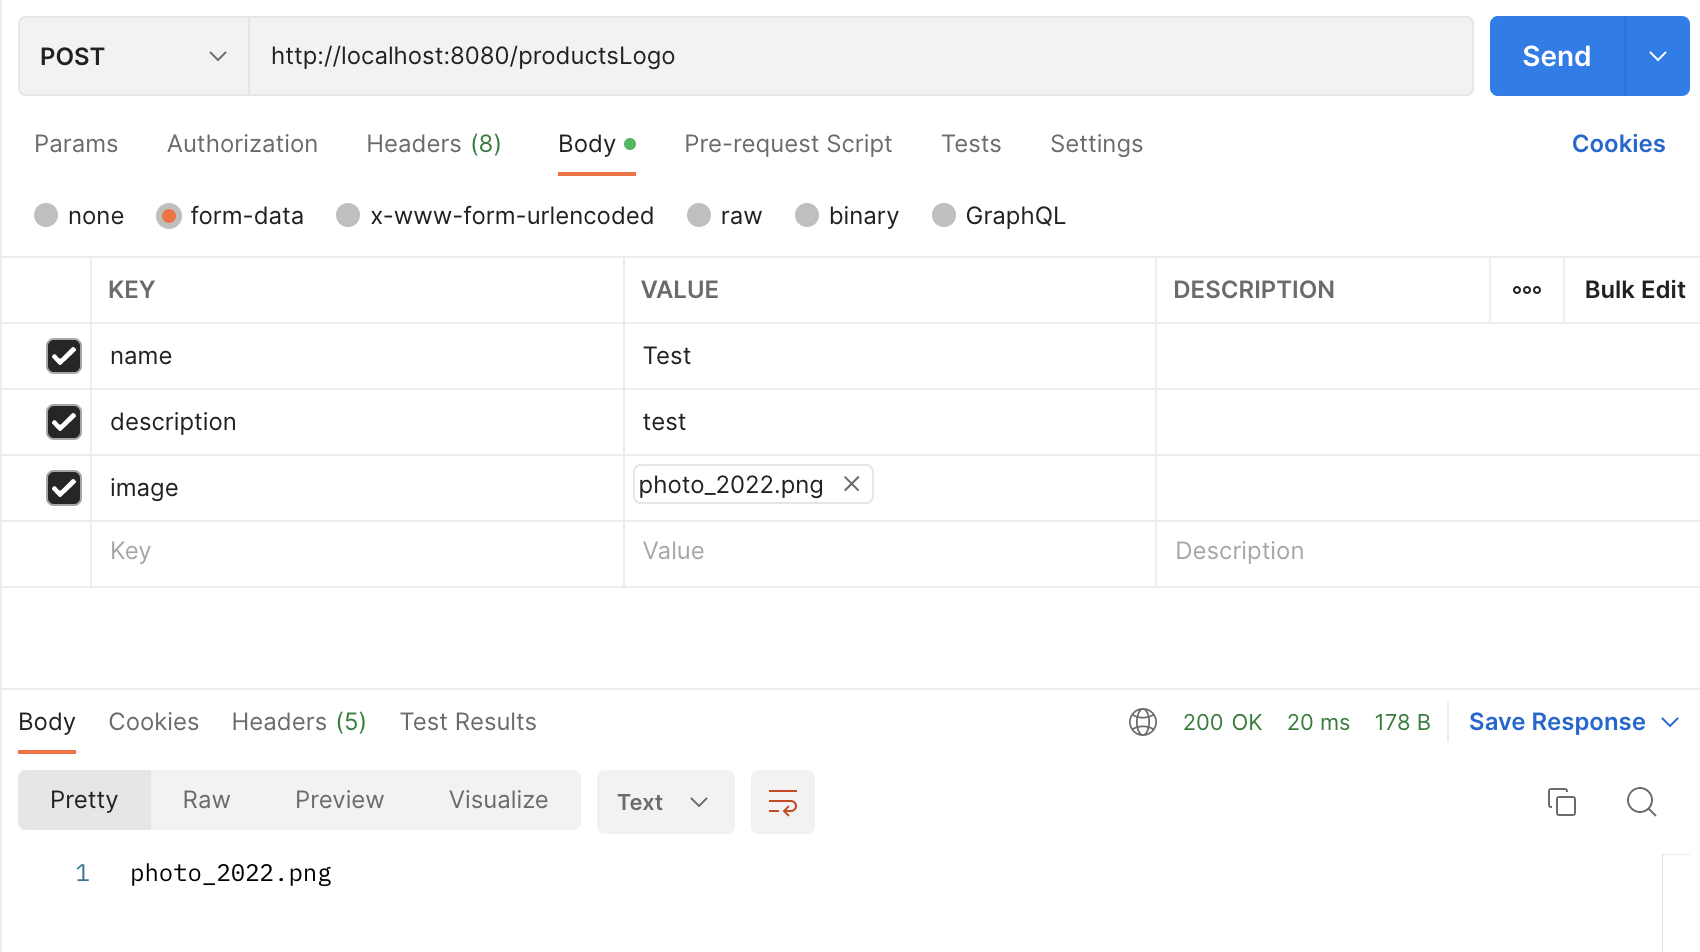 POST http://localhost:8080/productsLogo Send
Params Authorization Headers (8) Body Pre-request Script Tests Settings Cookies
none form-data x-www-form-urlencoded raw binary GraphQL
KEY VALUE DESCRIPTION ooo Bulk Edit
name Test
description test
image photo_2022.png
Key Value Description
Body Cookies Headers (5) Test Results 200 OK 20 ms 178 B Save Response
Pretty Raw Preview Visualize Text
1 photo_2022.png